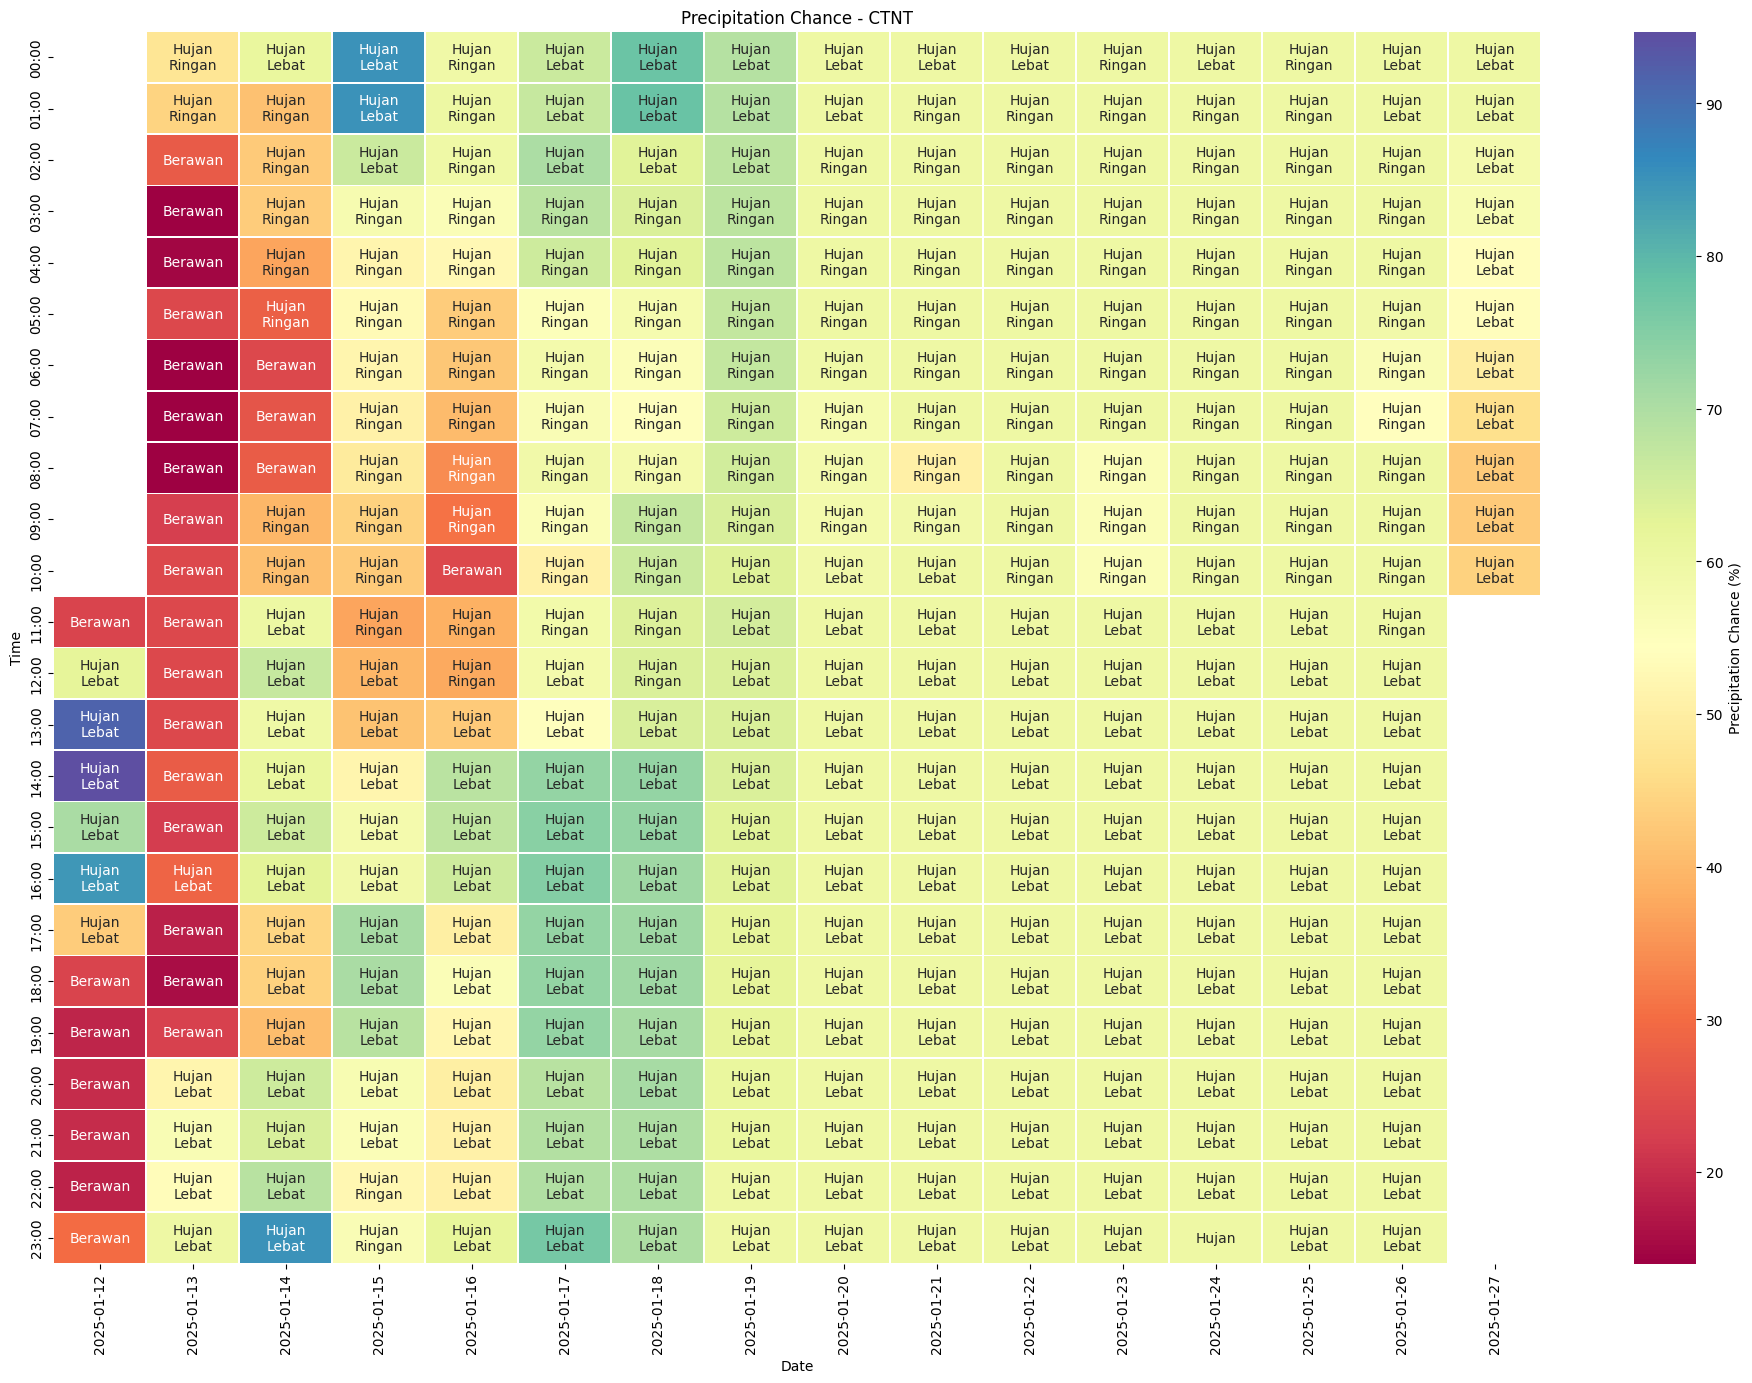 Precipitation Chance - CTNT
00:00 Hujan Ringan Hujan Lebat Hujan Lebat Hujan Ringan Hujan Lebat Hujan Lebat Hujan Lebat Hujan Lebat Hujan Lebat Hujan Lebat Hujan Ringan Hujan Lebat Hujan Ringan Hujan Lebat Hujan Lebat
01:00 Hujan Ringan Hujan Ringan Hujan Lebat Hujan Ringan Hujan Lebat Hujan Lebat Hujan Lebat Hujan Lebat Hujan Ringan Hujan Ringan Hujan Ringan Hujan Ringan Hujan Ringan Hujan Lebat Hujan Lebat
02:00 Berawan Hujan Ringan Hujan Lebat Hujan Ringan Hujan Lebat Hujan Lebat Hujan Lebat Hujan Ringan Hujan Ringan Hujan Ringan Hujan Ringan Hujan Ringan Hujan Ringan Hujan Ringan Hujan Lebat
03:00 Berawan Hujan Ringan Hujan Ringan Hujan Ringan Hujan Ringan Hujan Ringan Hujan Ringan Hujan Ringan Hujan Ringan Hujan Ringan Hujan Ringan Hujan Ringan Hujan Ringan Hujan Ringan Hujan Lebat
04:00 Berawan Hujan Ringan Hujan Ringan Hujan Ringan Hujan Ringan Hujan Ringan Hujan Ringan Hujan Ringan Hujan Ringan Hujan Ringan Hujan Ringan Hujan Ringan Hujan Ringan Hujan Ringan Hujan Lebat
05:00 Berawan Hujan Ringan Hujan Ringan Hujan Ringan Hujan Ringan Hujan Ringan Hujan Ringan Hujan Ringan Hujan Ringan Hujan Ringan Hujan Ringan Hujan Ringan Hujan Ringan Hujan Ringan Hujan Lebat
06:00 Berawan Berawan Hujan Ringan Hujan Ringan Hujan Ringan Hujan Ringan Hujan Ringan Hujan Ringan Hujan Ringan Hujan Ringan Hujan Ringan Hujan Ringan Hujan Ringan Hujan Ringan Hujan Lebat
07:00 Berawan Berawan Hujan Ringan Hujan Ringan Hujan Ringan Hujan Ringan Hujan Ringan Hujan Ringan Hujan Ringan Hujan Ringan Hujan Ringan Hujan Ringan Hujan Ringan Hujan Ringan Hujan Lebat
08:00 Berawan Berawan Hujan Ringan Hujan Ringan Hujan Ringan Hujan Ringan Hujan Ringan Hujan Ringan Hujan Ringan Hujan Ringan Hujan Ringan Hujan Ringan Hujan Ringan Hujan Ringan Hujan Lebat
09:00 Berawan Hujan Ringan Hujan Ringan Hujan Ringan Hujan Ringan Hujan Ringan Hujan Ringan Hujan Ringan Hujan Ringan Hujan Ringan Hujan Ringan Hujan Ringan Hujan Ringan Hujan Ringan Hujan Lebat
10:00 Berawan Hujan Ringan Hujan Ringan Berawan Hujan Ringan Hujan Ringan Hujan Lebat Hujan Lebat Hujan Lebat Hujan Ringan Hujan Ringan Hujan Ringan Hujan Ringan Hujan Ringan Hujan Lebat
11:00 Berawan Berawan Hujan Lebat Hujan Ringan Hujan Ringan Hujan Ringan Hujan Ringan Hujan Lebat Hujan Lebat Hujan Lebat Hujan Lebat Hujan Lebat Hujan Lebat Hujan Lebat Hujan Ringan
12:00 Hujan Lebat Berawan Hujan Lebat Hujan Lebat Hujan Ringan Hujan Lebat Hujan Ringan Hujan Lebat Hujan Lebat Hujan Lebat Hujan Lebat Hujan Lebat Hujan Lebat Hujan Lebat Hujan Lebat
13:00 Hujan Lebat Berawan Hujan Lebat Hujan Lebat Hujan Lebat Hujan Lebat Hujan Lebat Hujan Lebat Hujan Lebat Hujan Lebat Hujan Lebat Hujan Lebat Hujan Lebat Hujan Lebat Hujan Lebat
14:00 Hujan Lebat Berawan Hujan Lebat Hujan Lebat Hujan Lebat Hujan Lebat Hujan Lebat Hujan Lebat Hujan Lebat Hujan Lebat Hujan Lebat Hujan Lebat Hujan Lebat Hujan Lebat Hujan Lebat
15:00 Hujan Lebat Berawan Hujan Lebat Hujan Lebat Hujan Lebat Hujan Lebat Hujan Lebat Hujan Lebat Hujan Lebat Hujan Lebat Hujan Lebat Hujan Lebat Hujan Lebat Hujan Lebat Hujan Lebat
16:00 Hujan Lebat Hujan Lebat Hujan Lebat Hujan Lebat Hujan Lebat Hujan Lebat Hujan Lebat Hujan Lebat Hujan Lebat Hujan Lebat Hujan Lebat Hujan Lebat Hujan Lebat Hujan Lebat Hujan Lebat
17:00 Hujan Lebat Berawan Hujan Lebat Hujan Lebat Hujan Lebat Hujan Lebat Hujan Lebat Hujan Lebat Hujan Lebat Hujan Lebat Hujan Lebat Hujan Lebat Hujan Lebat Hujan Lebat Hujan Lebat
18:00 Berawan Berawan Hujan Lebat Hujan Lebat Hujan Lebat Hujan Lebat Hujan Lebat Hujan Lebat Hujan Lebat Hujan Lebat Hujan Lebat Hujan Lebat Hujan Lebat Hujan Lebat Hujan Lebat
19:00 Berawan Berawan Hujan Lebat Hujan Lebat Hujan Lebat Hujan Lebat Hujan Lebat Hujan Lebat Hujan Lebat Hujan Lebat Hujan Lebat Hujan Lebat Hujan Lebat Hujan Lebat Hujan Lebat
20:00 Berawan Hujan Lebat Hujan Lebat Hujan Lebat Hujan Lebat Hujan Lebat Hujan Lebat Hujan Lebat Hujan Lebat Hujan Lebat Hujan Lebat Hujan Lebat Hujan Lebat Hujan Lebat Hujan Lebat
21:00 Berawan Hujan Lebat Hujan Lebat Hujan Lebat Hujan Lebat Hujan Lebat Hujan Lebat Hujan Lebat Hujan Lebat Hujan Lebat Hujan Lebat Hujan Lebat Hujan Lebat Hujan Lebat Hujan Lebat
22:00 Berawan Hujan Lebat Hujan Lebat Hujan Ringan Hujan Lebat Hujan Lebat Hujan Lebat Hujan Lebat Hujan Lebat Hujan Lebat Hujan Lebat Hujan Lebat Hujan Lebat Hujan Lebat Hujan Lebat
23:00 Berawan Hujan Lebat Hujan Lebat Hujan Ringan Hujan Lebat Hujan Lebat Hujan Lebat Hujan Lebat Hujan Lebat Hujan Lebat Hujan Lebat Hujan Lebat Hujan Hujan Lebat Hujan Lebat
Time
2025-01-12 2025-01-13 2025-01-14 2025-01-15 2025-01-16 2025-01-17 2025-01-18 2025-01-19 2025-01-20 2025-01-21 2025-01-22 2025-01-23 2025-01-24 2025-01-25 2025-01-26 2025-01-27
Date
90
80
70
60
50
40
30
20
Precipitation Chance (%)